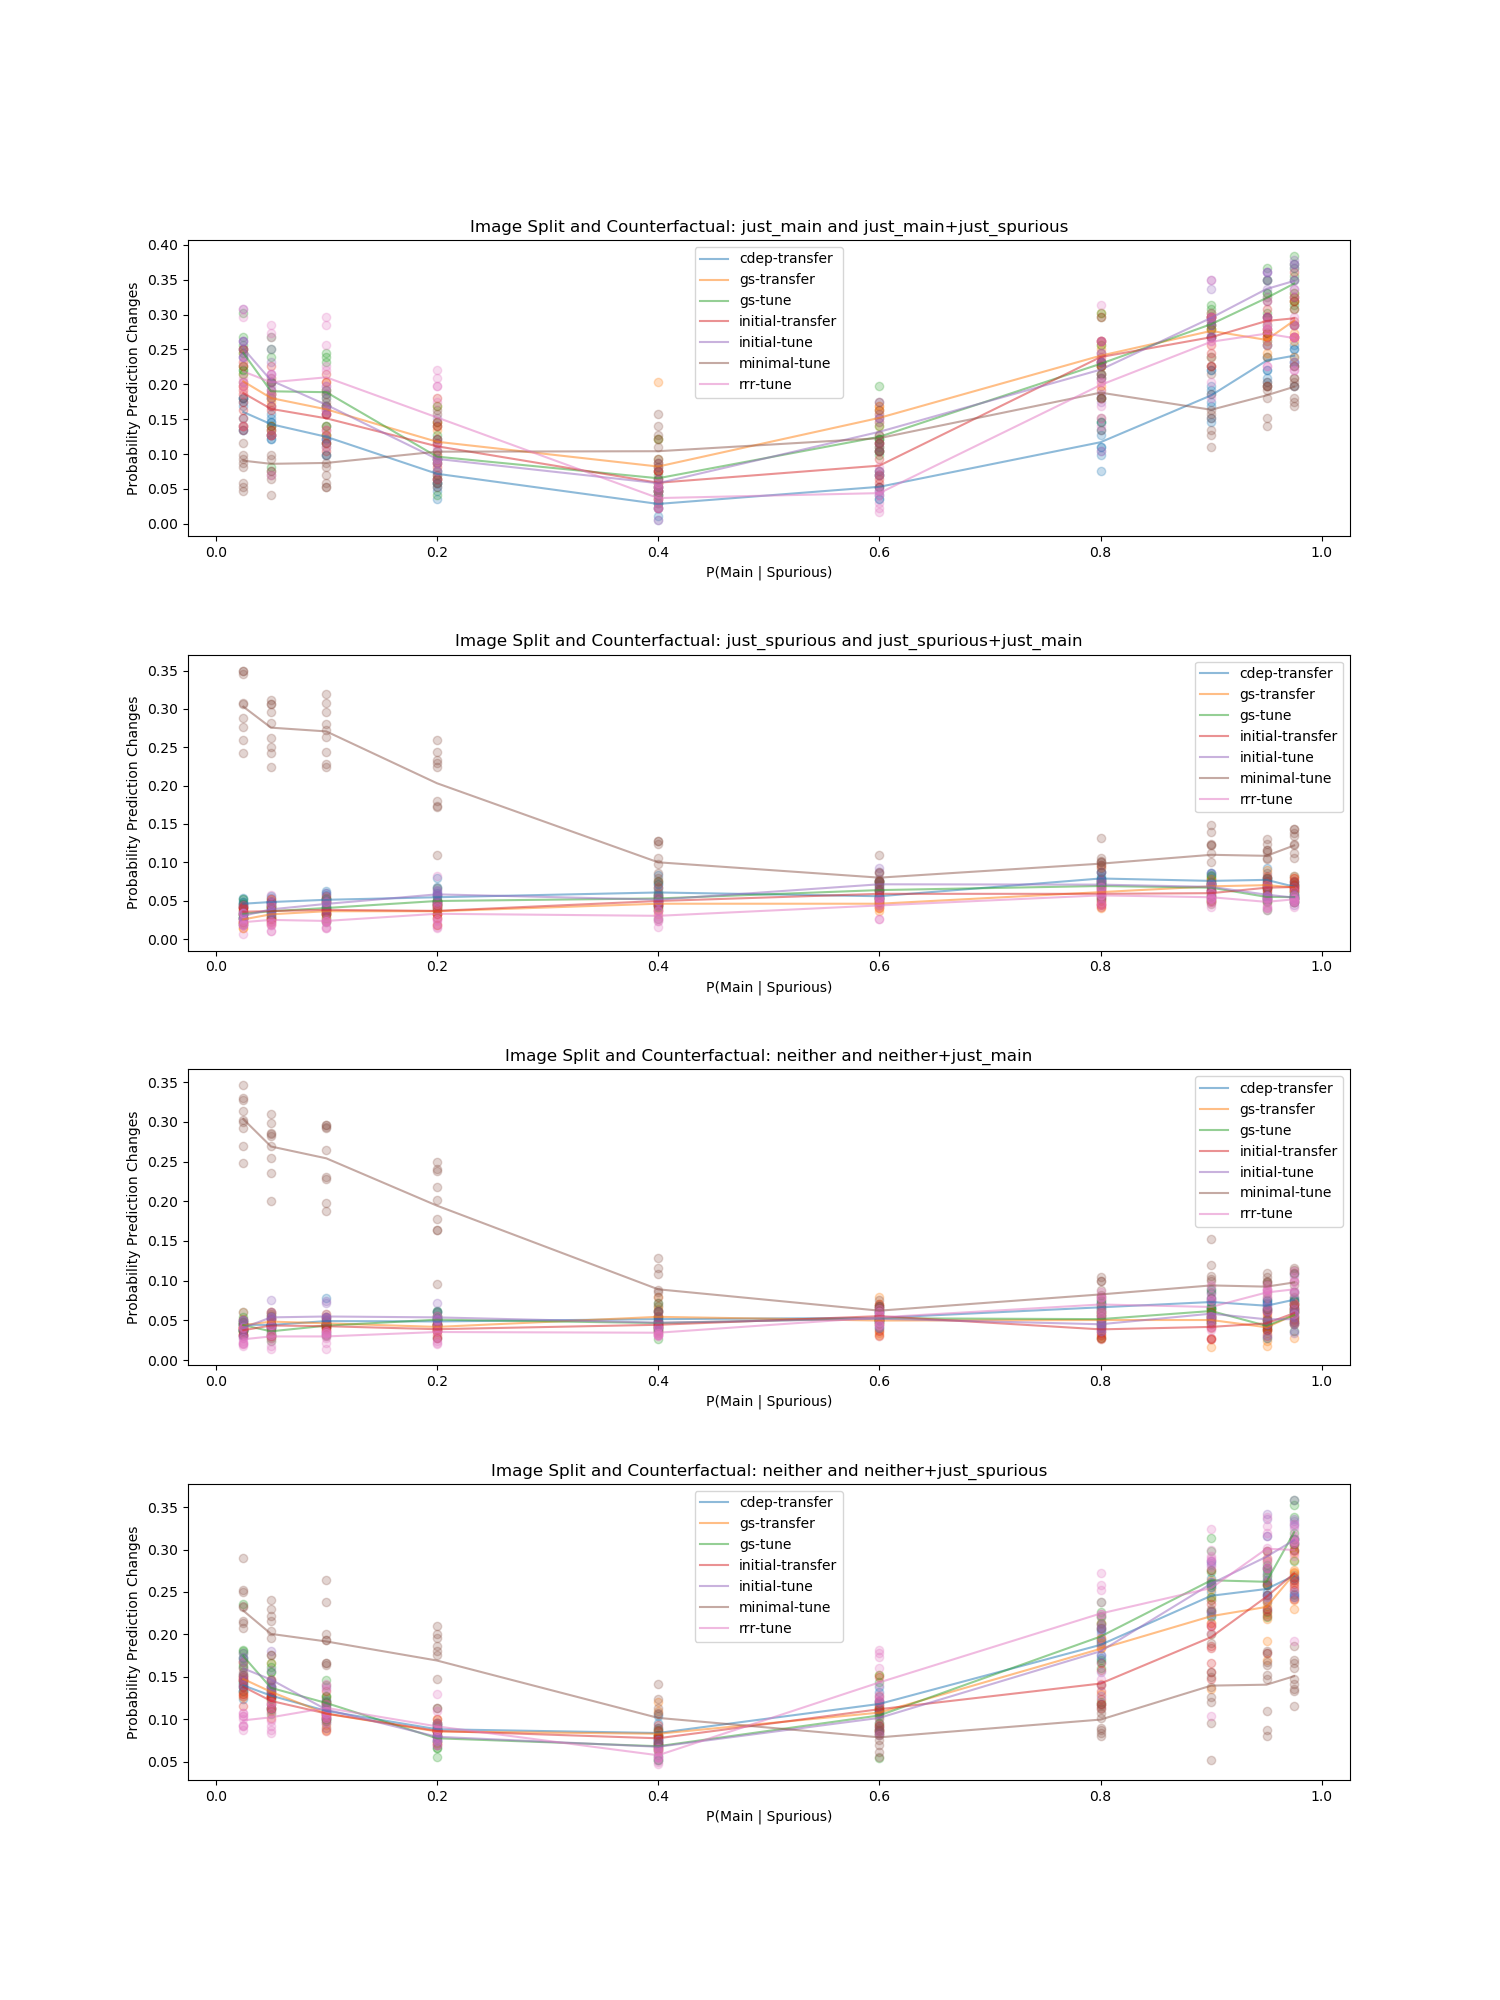 Image Split and Counterfactual: just_main and just_main+just_spurious
Probability Prediction Changes
0.40
0.35
0.30
0.25
0.20
0.15
0.10
0.05
0.00
cdep-transfer
gs-transfer
gs-tune
initial-transfer
initial-tune
minimal-tune
rrr-tune
0.0 0.2 0.4 0.6 0.8 1.0
P(Main | Spurious)
Image Split and Counterfactual: just_spurious and just_spurious+just_main
Probability Prediction Changes
0.35
0.30
0.25
0.20
0.15
0.10
0.05
0.00
cdep-transfer
gs-transfer
gs-tune
initial-transfer
initial-tune
minimal-tune
rrr-tune
0.0 0.2 0.4 0.6 0.8 1.0
P(Main | Spurious)
Image Split and Counterfactual: neither and neither+just_main
Probability Prediction Changes
0.35
0.30
0.25
0.20
0.15
0.10
0.05
0.00
cdep-transfer
gs-transfer
gs-tune
initial-transfer
initial-tune
minimal-tune
rrr-tune
0.0 0.2 0.4 0.6 0.8 1.0
P(Main | Spurious)
Image Split and Counterfactual: neither and neither+just_spurious
Probability Prediction Changes
0.35
0.30
0.25
0.20
0.15
0.10
0.05
cdep-transfer
gs-transfer
gs-tune
initial-transfer
initial-tune
minimal-tune
rrr-tune
0.0 0.2 0.4 0.6 0.8 1.0
P(Main | Spurious)